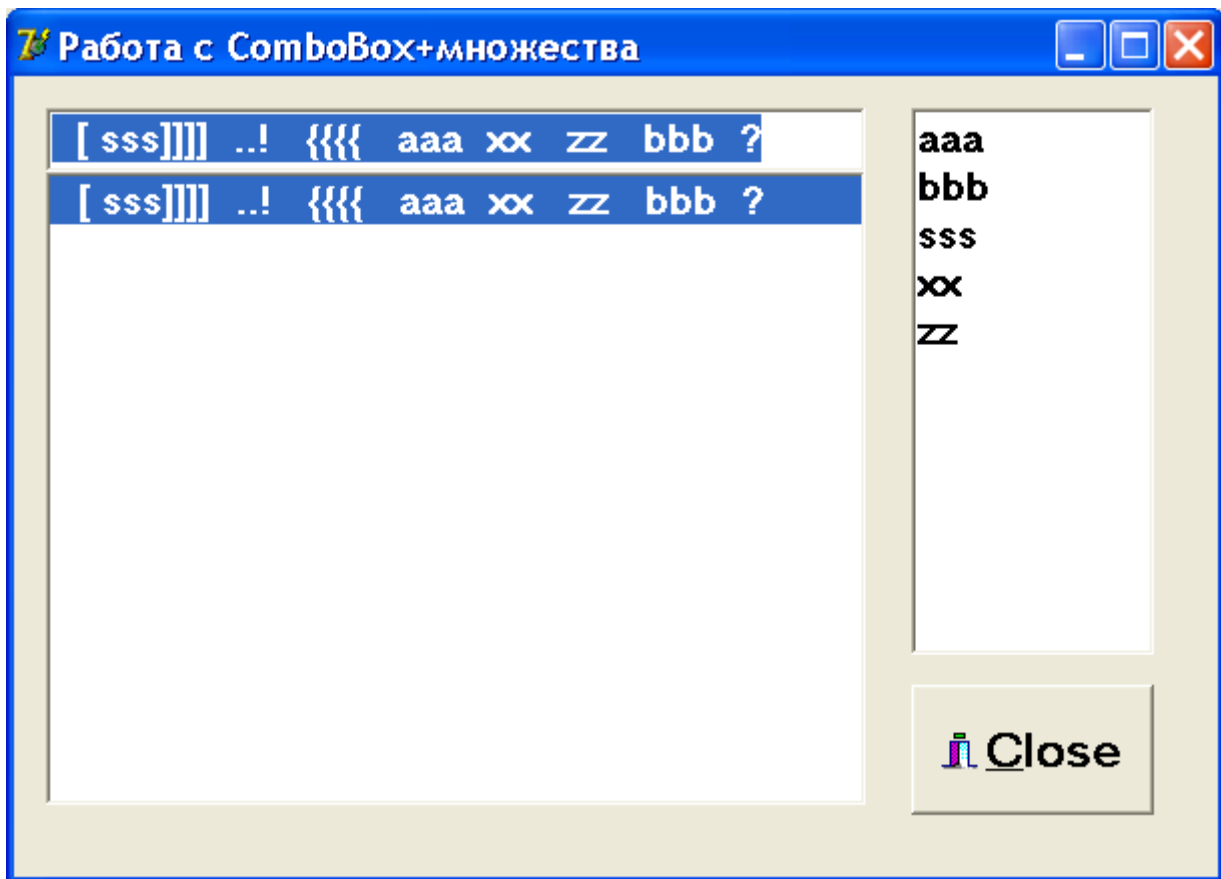 Работа с ComboBox+множества
[ sss]]]] ..! {{{{ aaa xx zz bbb ?
[ sss]]]] ..! {{{{ aaa xx zz bbb ?
aaa
bbb
sss
xx
zz
Close